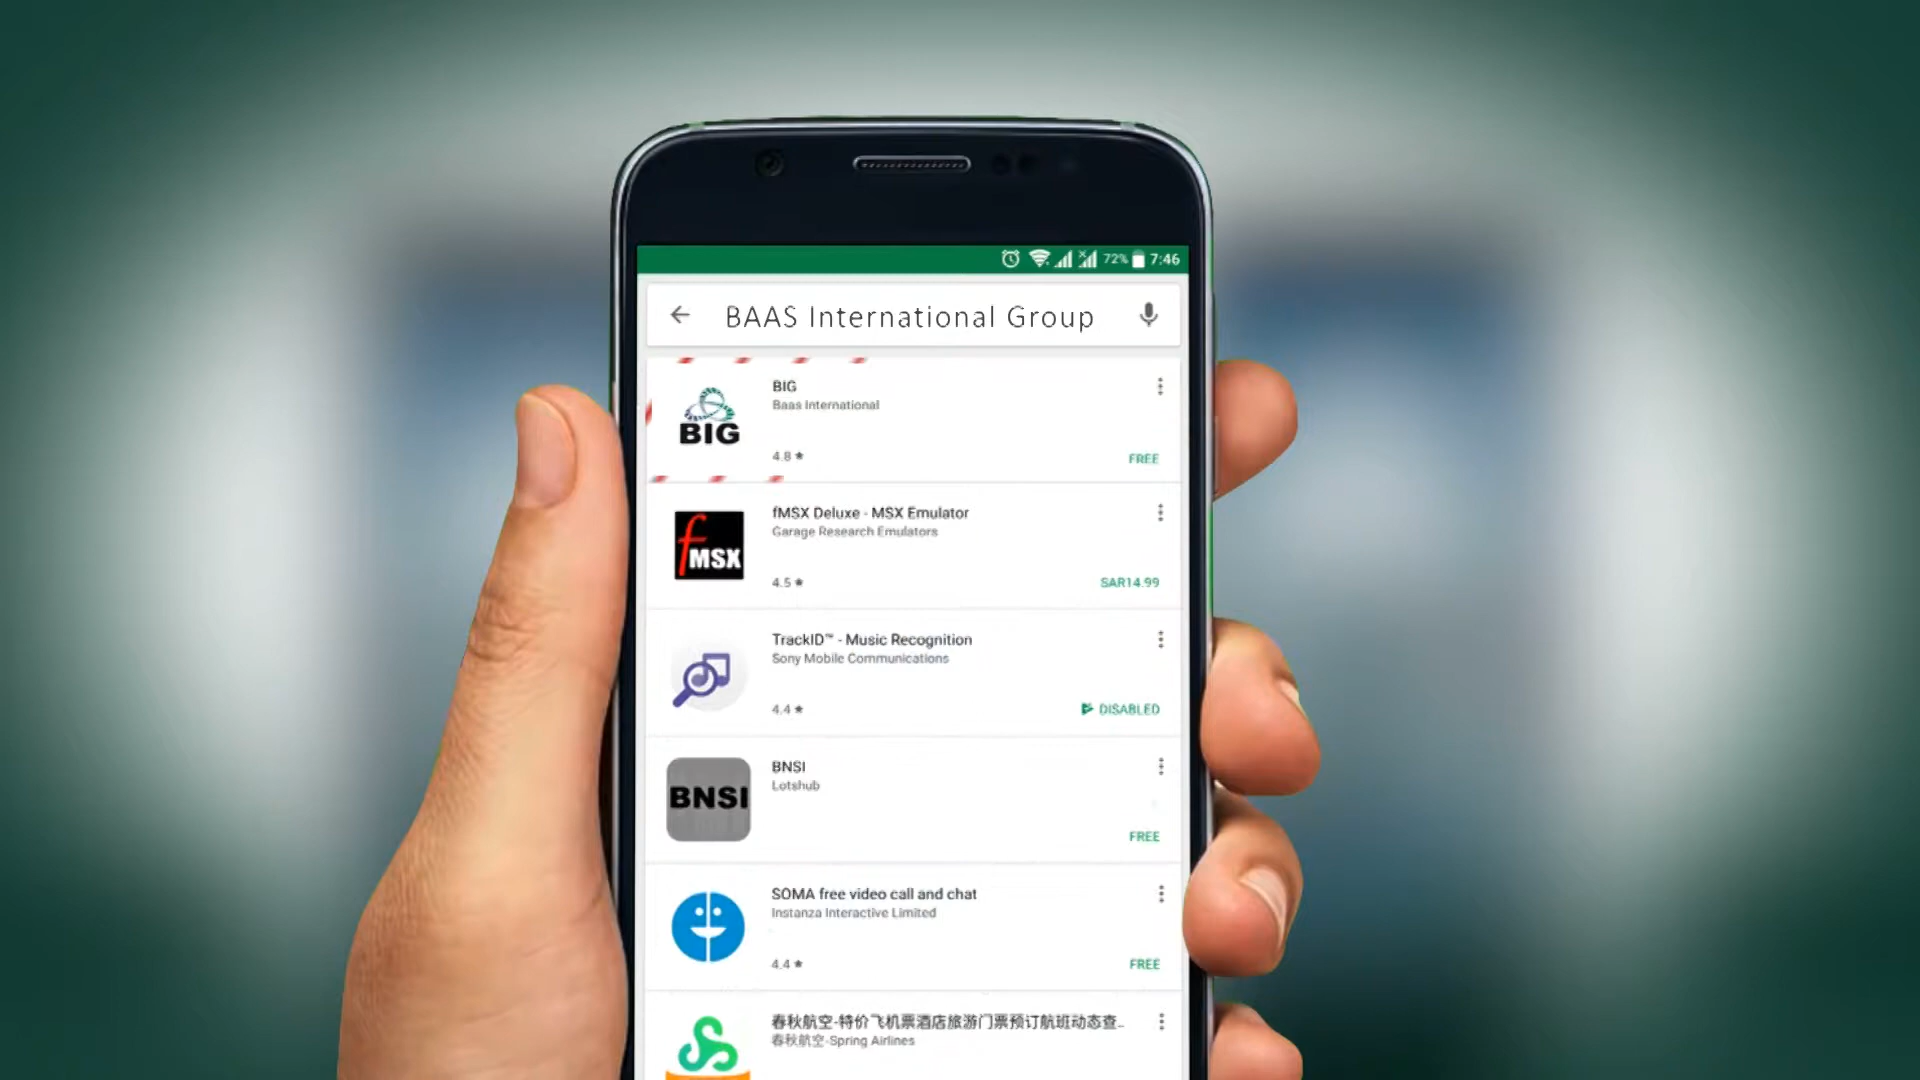 72% 7:46
BAAS International Group
BIG
Baas International
BIG
4.8 ★
FREE
fMSX Deluxe - MSX Emulator
Garage Research Emulators
fMSX
4.5 ★
SAR14.99
TrackID™ - Music Recognition
Sony Mobile Communications
4.4 ★
DISABLED
BNSI
Lotshub
BNSI
FREE
SOMA free video call and chat
Instanza Interactive Limited
4.4 ★
FREE
春秋航空-特价飞机票酒店旅游门票预订航班动态查...
春秋航空-Spring Airlines